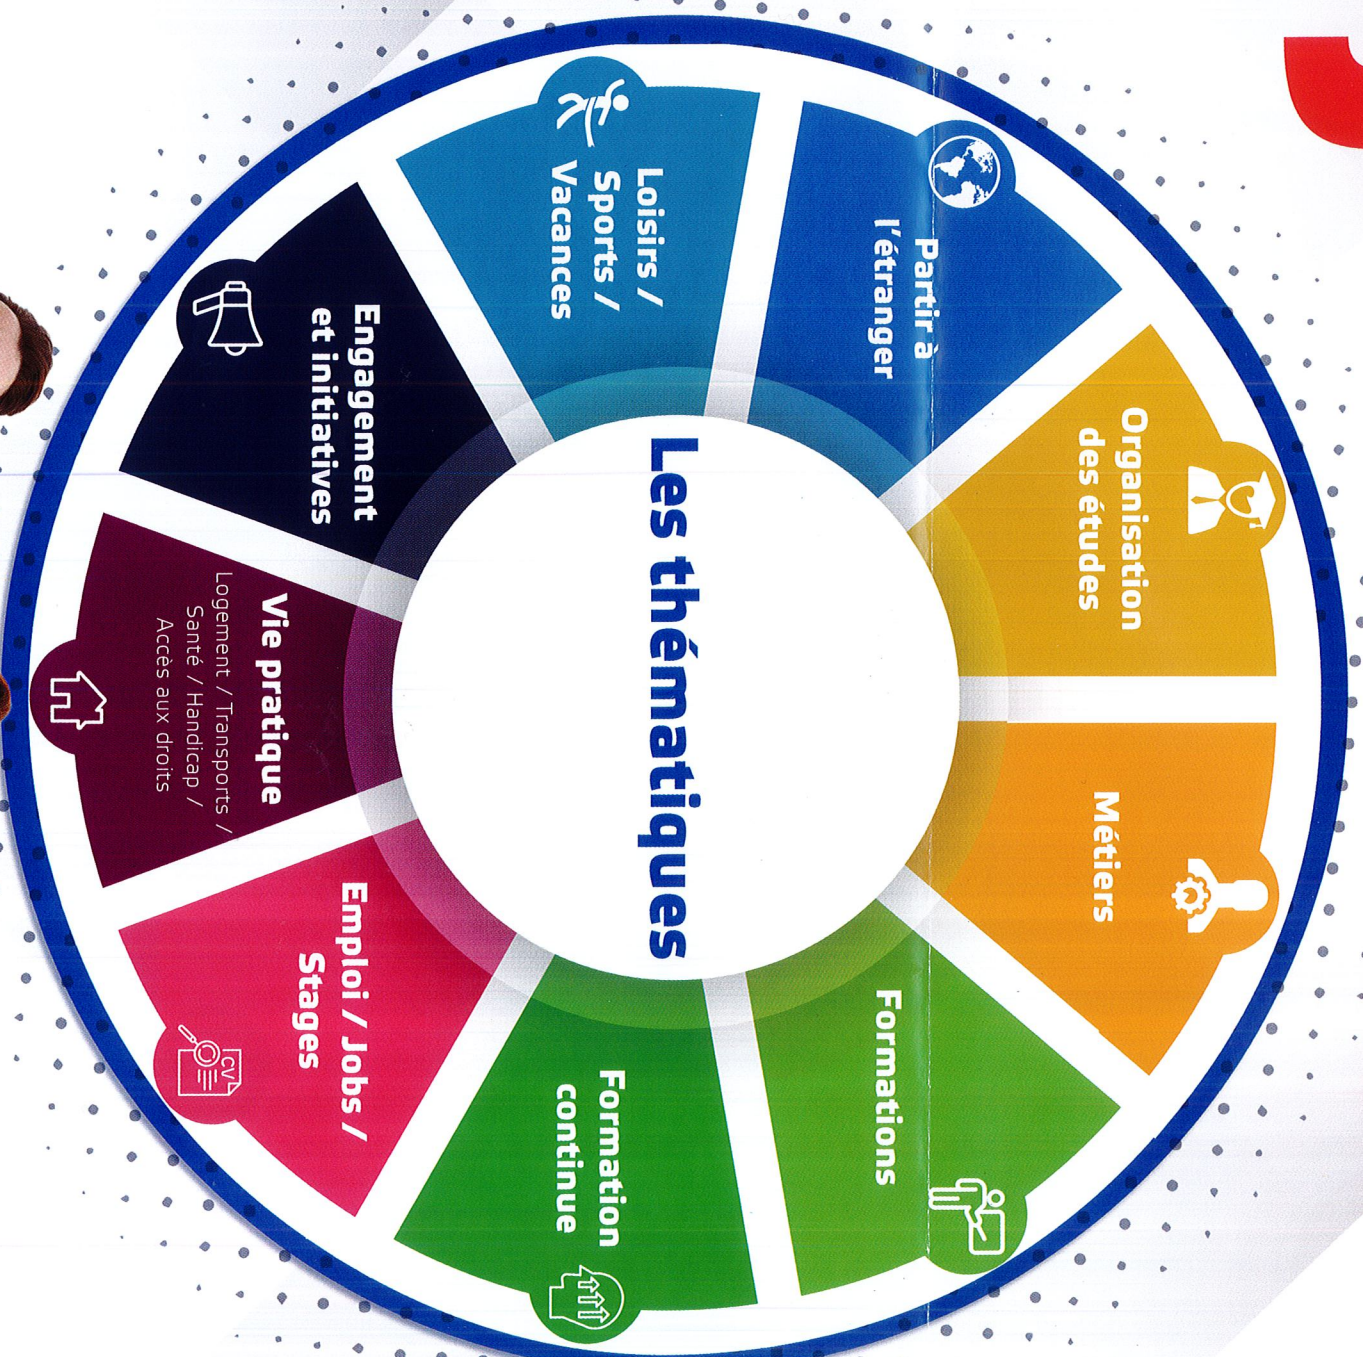 Les thématiques
Organisation
des études
Métiers
Formations
Formation
continue
Emploi / Jobs /
Stages
CV
Vie pratique
Logement / Transports /
Santé / Handicap /
Accès aux droits
Engagement
et initiatives
Loisirs /
Sports /
Vacances
Partir à
l'étranger